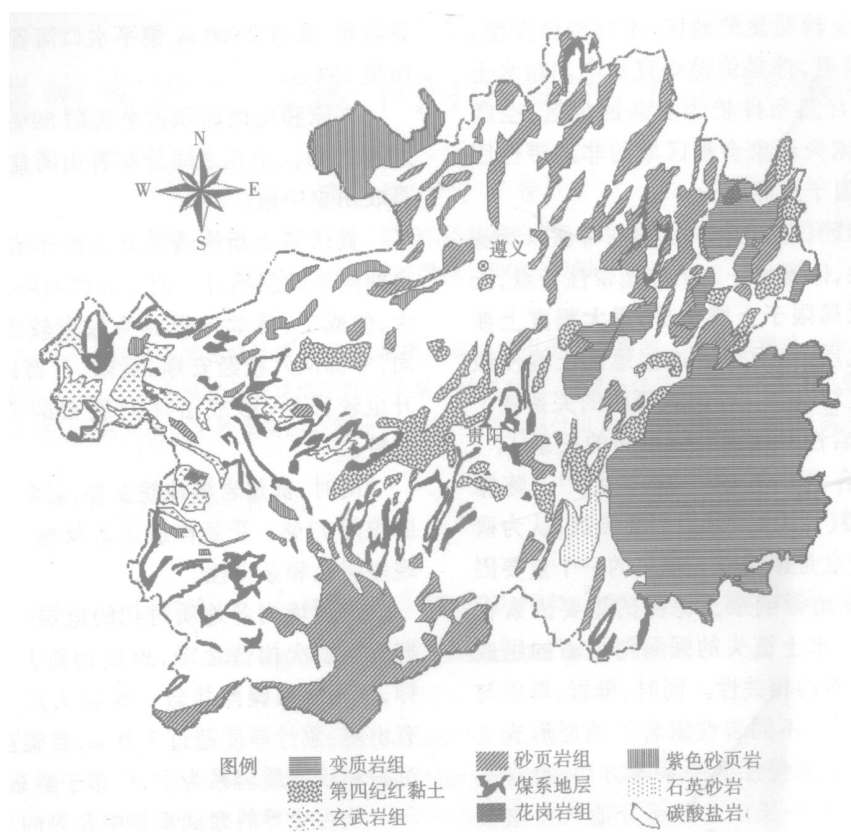 N
W E
S
遵义
贵阳
图例 变质岩组 砂页岩组 紫色砂页岩
第四纪红黏土 煤系地层 石英砂岩
玄武岩组 花岗岩组 碳酸盐岩